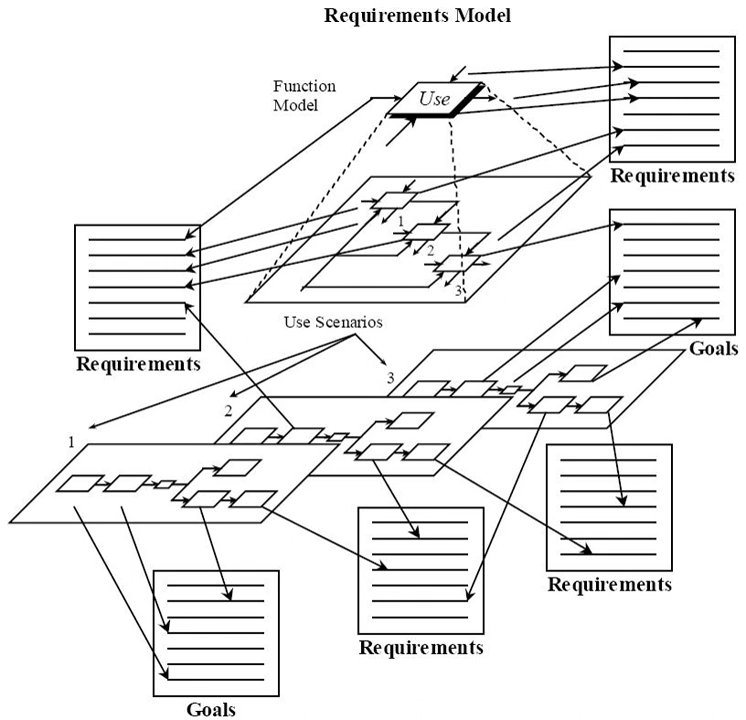 Requirements Model
Function
Model
Use
Requirements
1
2
3
Use Scenarios
Requirements
Goals
3
2
1
Requirements
Requirements
Goals